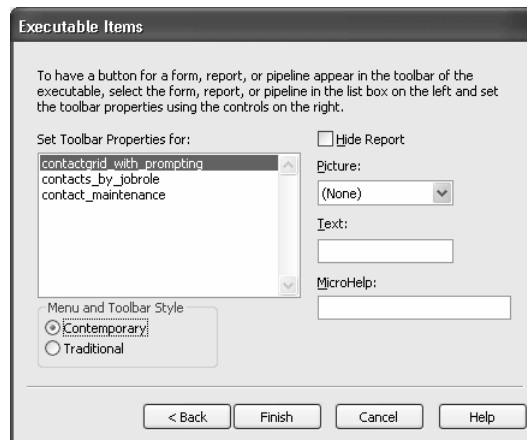 Executable Items
To have a button for a form, report, or pipeline appear in the toolbar of the
executable, select the form, report, or pipeline in the list box on the left and set
the toolbar properties using the controls on the right.
Set Toolbar Properties for:
contactgrid_with_prompting
contacts_by_jobrole
contact_maintenance
Menu and Toolbar Style
Contemporary
Traditional
Hide Report
Picture:
(None)
Text:
MicroHelp:
< Back Finish Cancel Help